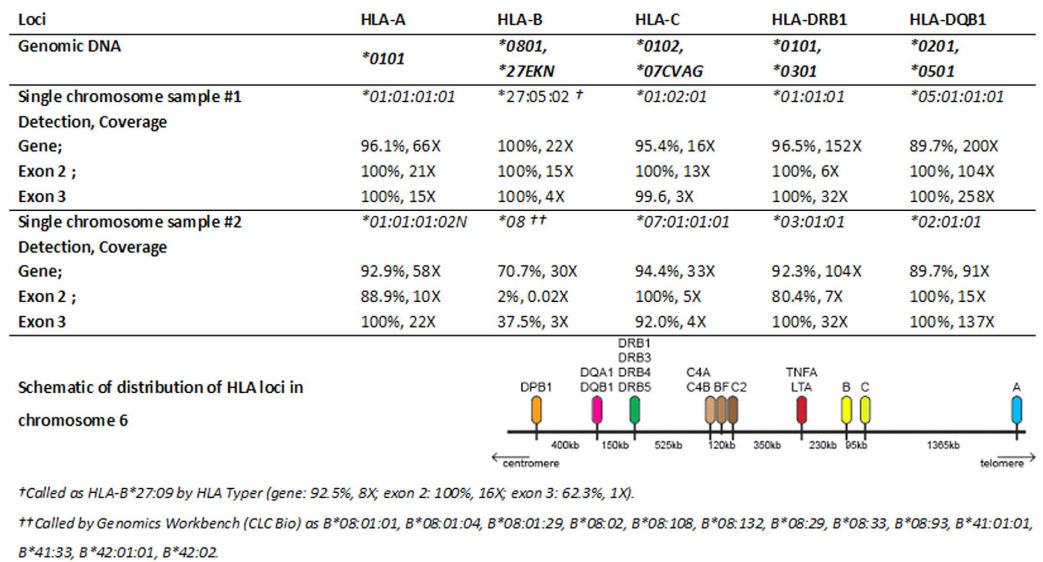 Loci HLA-A HLA-B HLA-C HLA-DRB1 HLA-DQB1
Genomic DNA *0101 *0801, *27EKN *0102, *07CVAG *0101, *0301 *0201, *0501
Single chromosome sample #1 *01:01:01:01 *27:05:02 † *01:02:01 *01:01:01 *05:01:01:01
Detection, Coverage
Gene; 96.1%, 66X 100%, 22X 95.4%, 16X 96.5%, 152X 89.7%, 200X
Exon 2 ; 100%, 21X 100%, 15X 100%, 13X 100%, 6X 100%, 104X
Exon 3 100%, 15X 100%, 4X 99.6, 3X 100%, 32X 100%, 258X
Single chromosome sample #2 *01:01:01:02N *08 †† *07:01:01:01 *03:01:01 *02:01:01
Detection, Coverage
Gene; 92.9%, 58X 70.7%, 30X 94.4%, 33X 92.3%, 104X 89.7%, 91X
Exon 2 ; 88.9%, 10X 2%, 0.02X 100%, 5X 80.4%, 7X 100%, 15X
Exon 3 100%, 22X 37.5%, 3X 92.0%, 4X 100%, 32X 100%, 137X
Schematic of distribution of HLA loci in
chromosome 6
DRB1
DRB3
DQA1 DRB4 C4A TNFA
DPB1 DQB1 DRB5 C4B BF C2 LTA B C A
400kb 150kb 525kb 120kb 350kb 230kb 95kb 1365kb
centromere telomere
†Called as HLA-B*27:09 by HLA Typer (gene: 92.5%, 8X; exon 2: 100%, 16X; exon 3: 62.3%, 1X).
††Called by Genomics Workbench (CLC Bio) as B*08:01:01, B*08:01:04, B*08:01:29, B*08:02, B*08:108, B*08:132, B*08:29, B*08:33, B*08:93, B*41:01:01,
B*41:33, B*42:01:01, B*42:02.